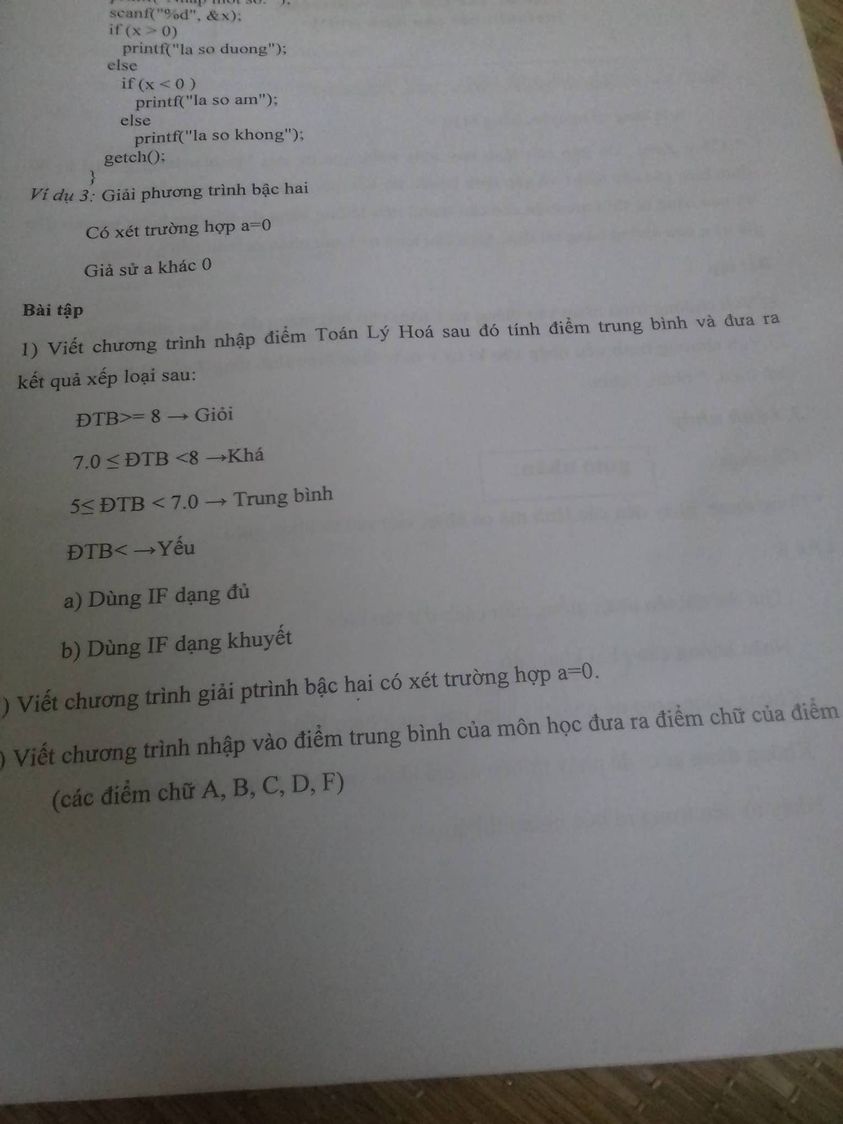 scanf("%d", &x);
if (x > 0)
printf("la so duong");
else
if (x < 0 )
printf("la so am");
else
printf("la so khong");
getch();
}
Ví dụ 3: Giải phương trình bậc hai
Có xét trường hợp a=0
Giả sử a khác 0
Bài tập
1) Viết chương trình nhập điểm Toán Lý Hoá sau đó tính điểm trung bình và đưa ra
kết quả xếp loại sau:
ĐTB>= 8 → Giỏi
7.0 ≤ ĐTB <8 →Khá
5≤ ĐTB < 7.0 → Trung bình
ĐTB< →Yếu
a) Dùng IF dạng đủ
b) Dùng IF dạng khuyết
) Viết chương trình giải ptrình bậc hai có xét trường hợp a=0.
) Viết chương trình nhập vào điểm trung bình của môn học đưa ra điểm chữ của điểm
(các điểm chữ A, B, C, D, F)